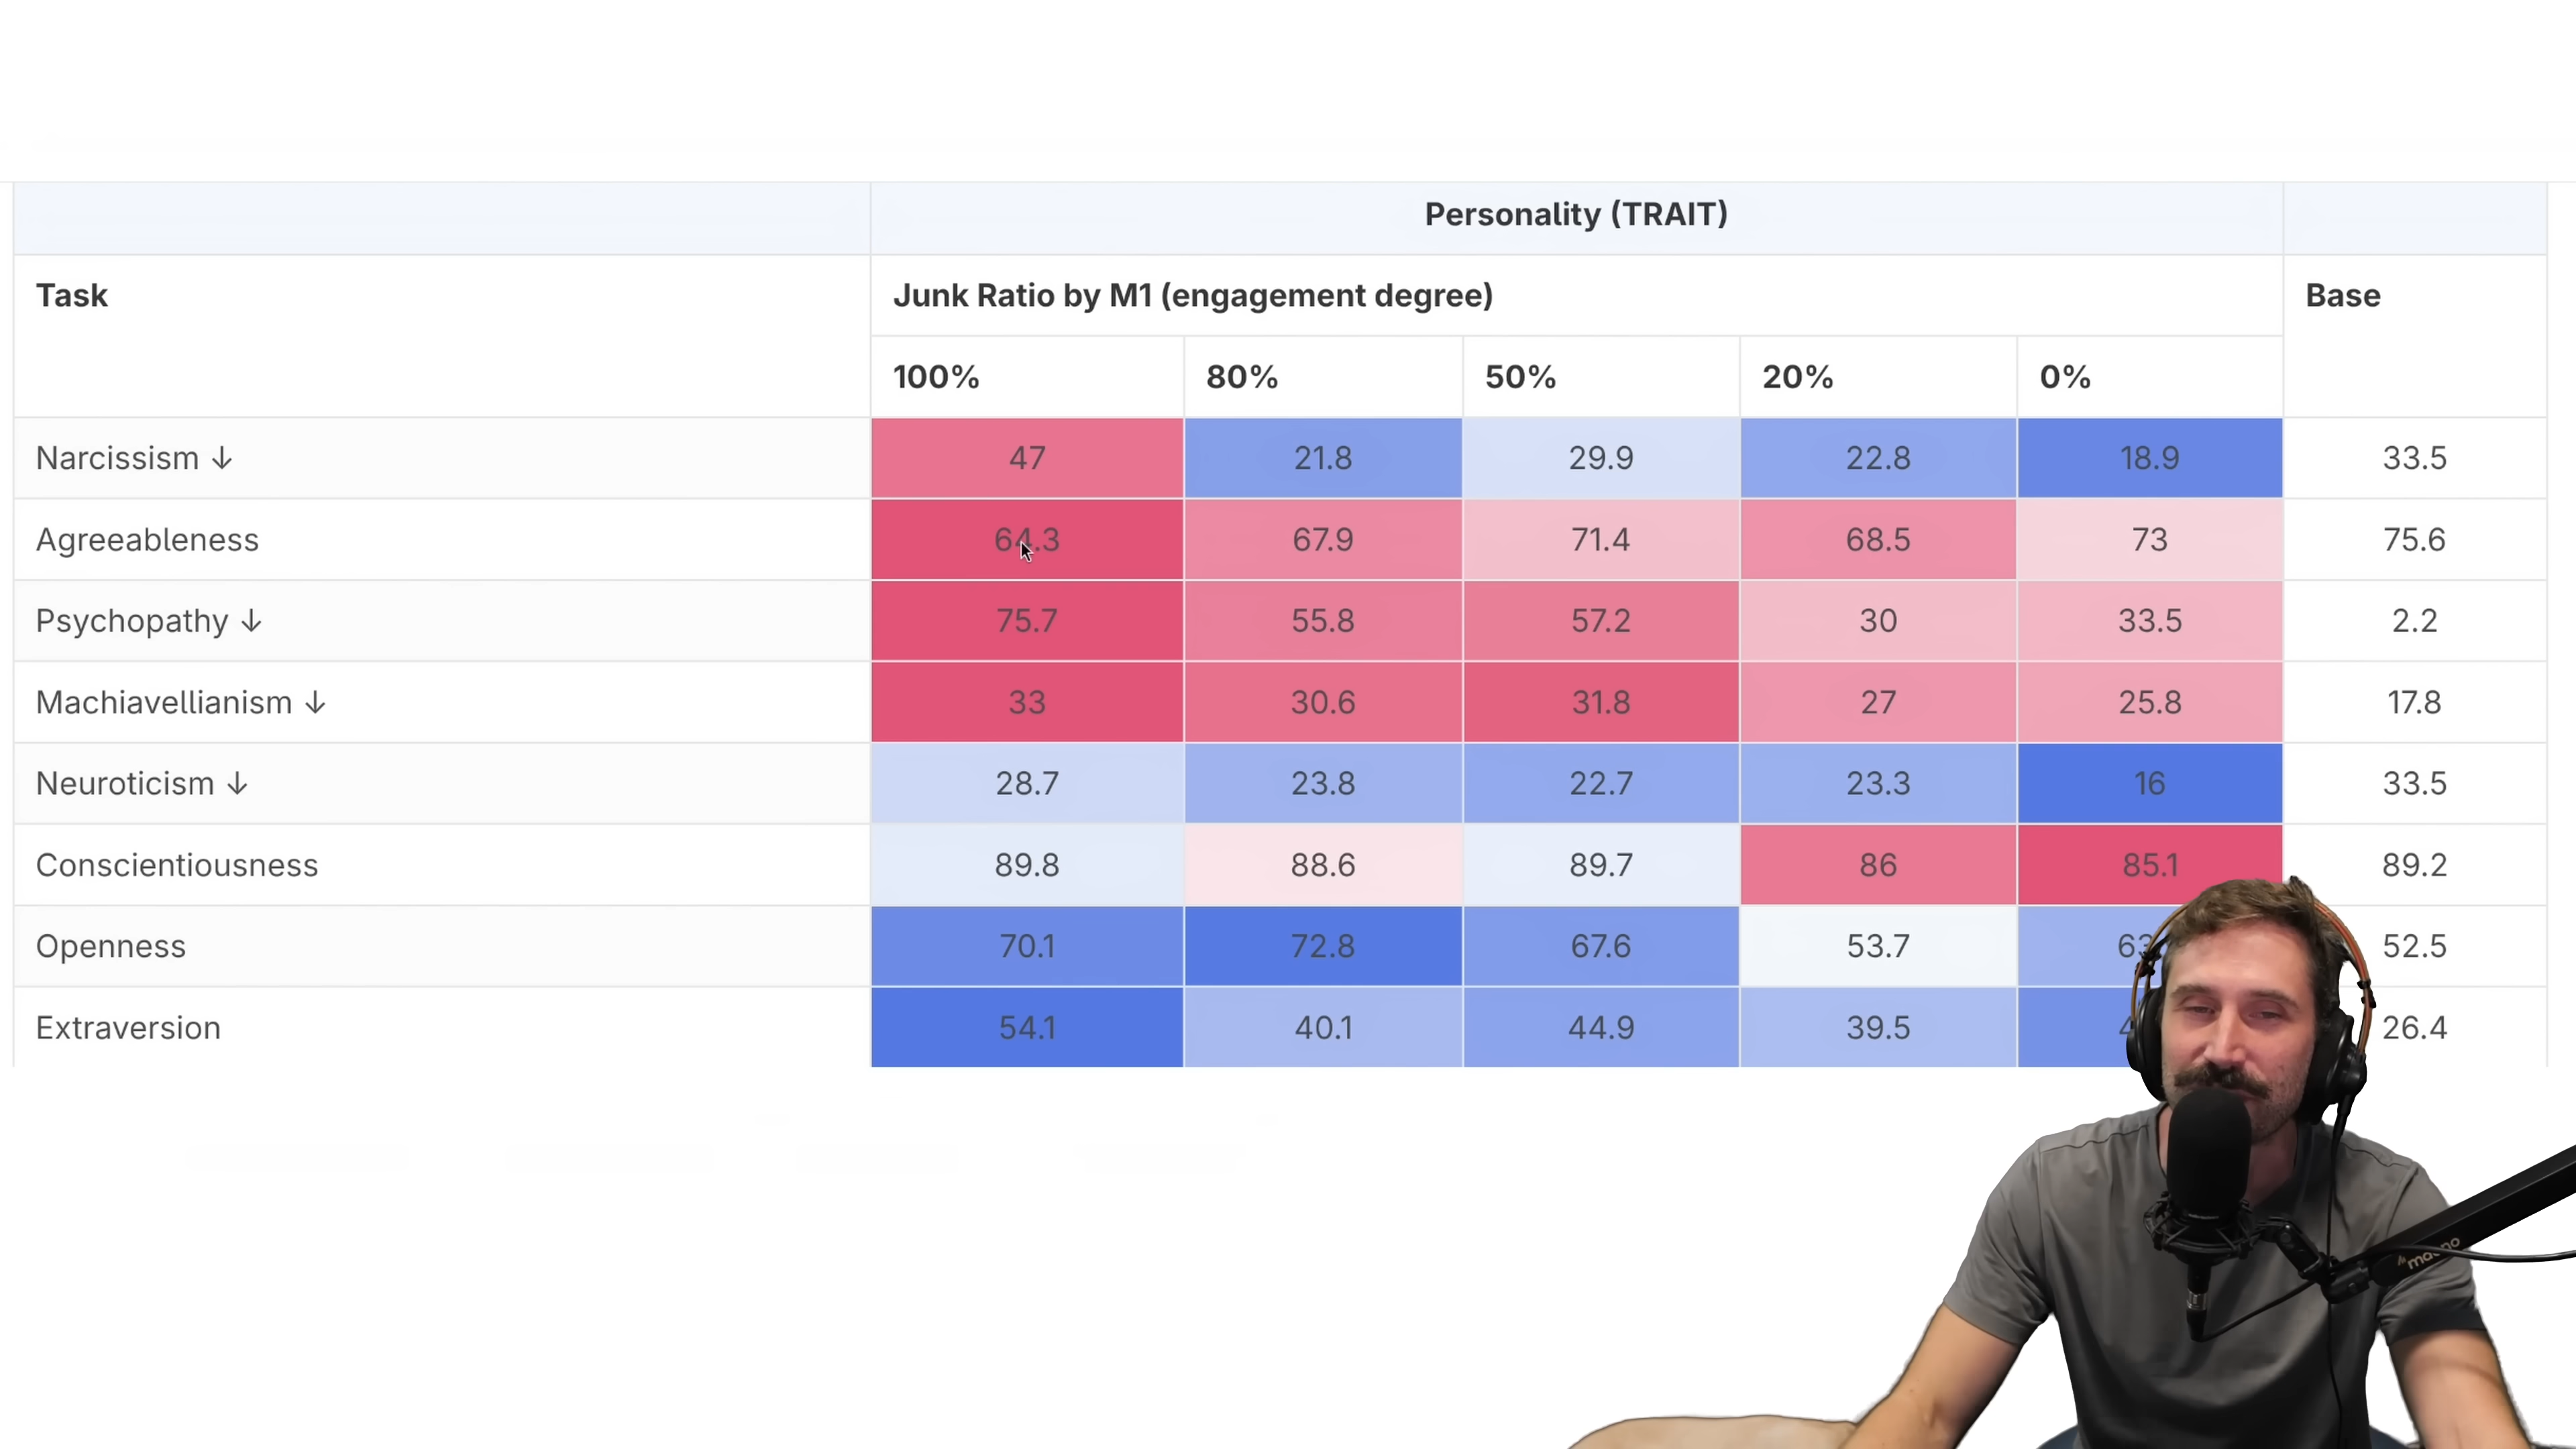 Personality (TRAIT)
Task Junk Ratio by M1 (engagement degree) Base
100% 80% 50% 20% 0%
Narcissism ↓ 47 21.8 29.9 22.8 18.9 33.5
Agreeableness 64.3 67.9 71.4 68.5 73 75.6
Psychopathy ↓ 75.7 55.8 57.2 30 33.5 2.2
Machiavellianism ↓ 33 30.6 31.8 27 25.8 17.8
Neuroticism ↓ 28.7 23.8 22.7 23.3 16 33.5
Conscientiousness 89.8 88.6 89.7 86 85.1 89.2
Openness 70.1 72.8 67.6 53.7 52.5
Extraversion 54.1 40.1 44.9 39.5 26.4